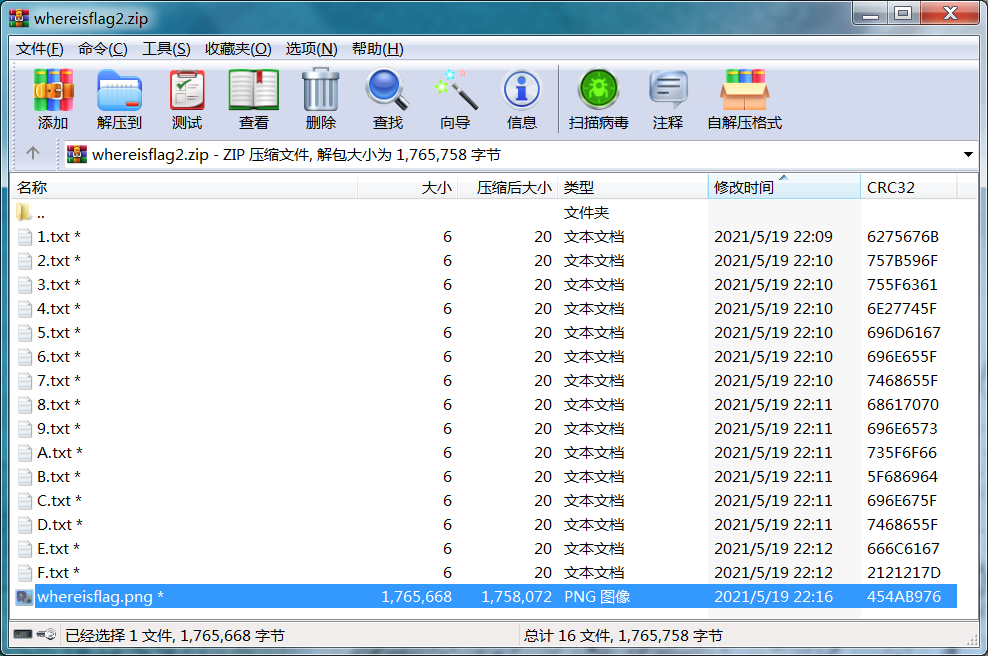 whereisflag2.zip
文件(F) 命令(C) 工具(S) 收藏夹(O) 选项(N) 帮助(H)
添加 解压到 测试 查看 删除 查找 向导 信息 扫描病毒 注释 自解压格式
whereisflag2.zip - ZIP 压缩文件, 解包大小为 1,765,758 字节
名称 大小 压缩后大小 类型 修改时间 CRC32
.. 文件夹
1.txt * 6 20 文本文档 2021/5/19 22:09 6275676B
2.txt * 6 20 文本文档 2021/5/19 22:10 757B596F
3.txt * 6 20 文本文档 2021/5/19 22:10 755F6361
4.txt * 6 20 文本文档 2021/5/19 22:10 6E27745F
5.txt * 6 20 文本文档 2021/5/19 22:10 696D6167
6.txt * 6 20 文本文档 2021/5/19 22:10 696E655F
7.txt * 6 20 文本文档 2021/5/19 22:10 7468655F
8.txt * 6 20 文本文档 2021/5/19 22:11 68617070
9.txt * 6 20 文本文档 2021/5/19 22:11 696E6573
A.txt * 6 20 文本文档 2021/5/19 22:11 735F6F66
B.txt * 6 20 文本文档 2021/5/19 22:11 5F686964
C.txt * 6 20 文本文档 2021/5/19 22:11 696E675F
D.txt * 6 20 文本文档 2021/5/19 22:11 7468655F
E.txt * 6 20 文本文档 2021/5/19 22:12 666C6167
F.txt * 6 20 文本文档 2021/5/19 22:12 2121217D
whereisflag.png * 1,765,668 1,758,072 PNG 图像 2021/5/19 22:16 454AB976
已经选择 1 文件, 1,765,668 字节 总计 16 文件, 1,765,758 字节